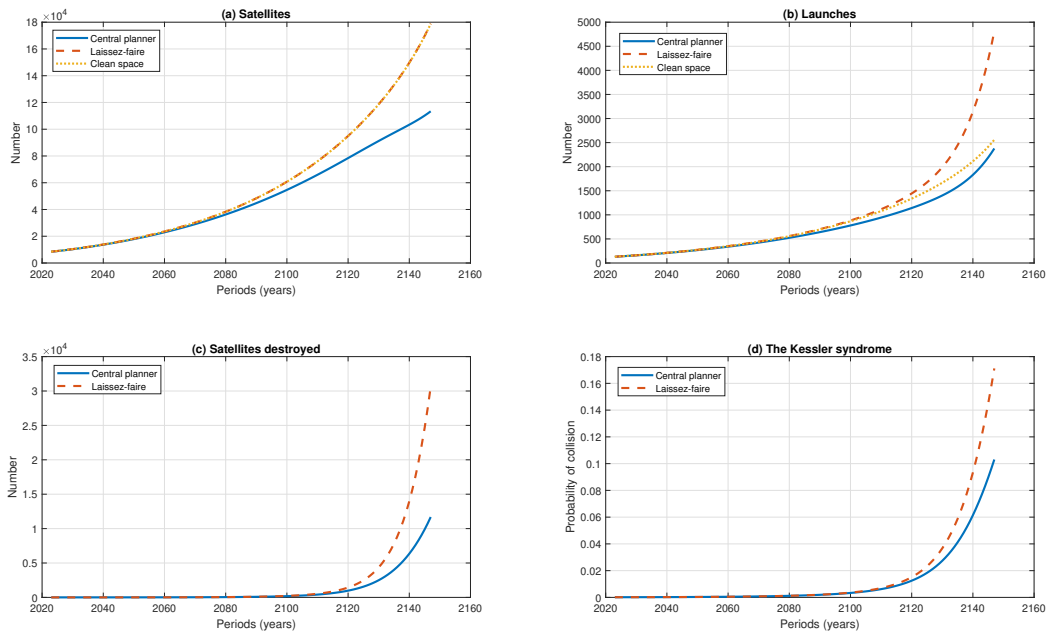 (a) Satellites
×10^4
18
16
14
12
10
8
6
4
2
0
Number
Central planner
Laissez-faire
Clean space
2020 2040 2060 2080 2100 2120 2140 2160
Periods (years)
(b) Launches
5000
4500
4000
3500
3000
2500
2000
1500
1000
500
0
Number
Central planner
Laissez-faire
Clean space
2020 2040 2060 2080 2100 2120 2140 2160
Periods (years)
(c) Satellites destroyed
×10^4
3.5
3
2.5
2
1.5
1
0.5
0
Number
Central planner
Laissez-faire
2020 2040 2060 2080 2100 2120 2140 2160
Periods (years)
(d) The Kessler syndrome
0.18
0.16
0.14
0.12
0.1
0.08
0.06
0.04
0.02
0
Probability of collision
Central planner
Laissez-faire
2020 2040 2060 2080 2100 2120 2140 2160
Periods (years)